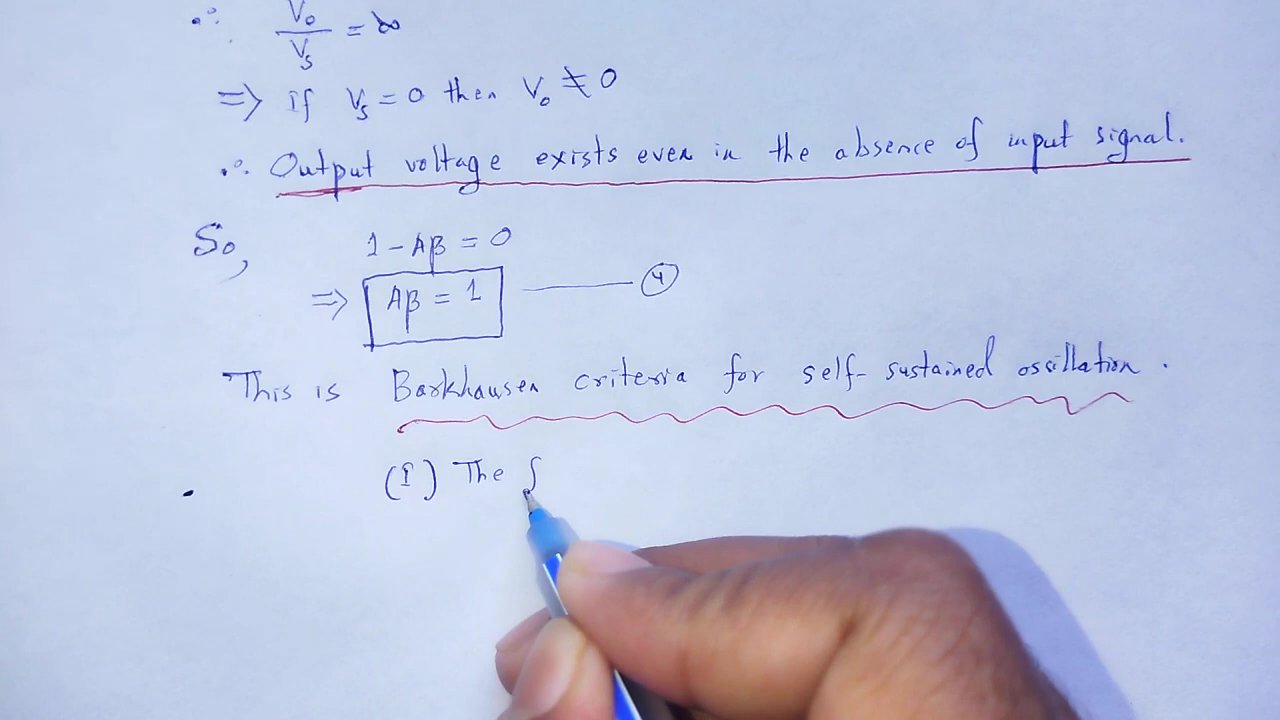 ∴ V₀/Vₛ = ∞
⇒ If Vₛ = 0 then V₀ ≠ 0
∴ Output voltage exists even in the absence of input signal.
So, 1 - Aβ = 0
⇒ Aβ = 1 ——— ④
This is Barkhausen criteria for self-sustained oscillation.
(I) The